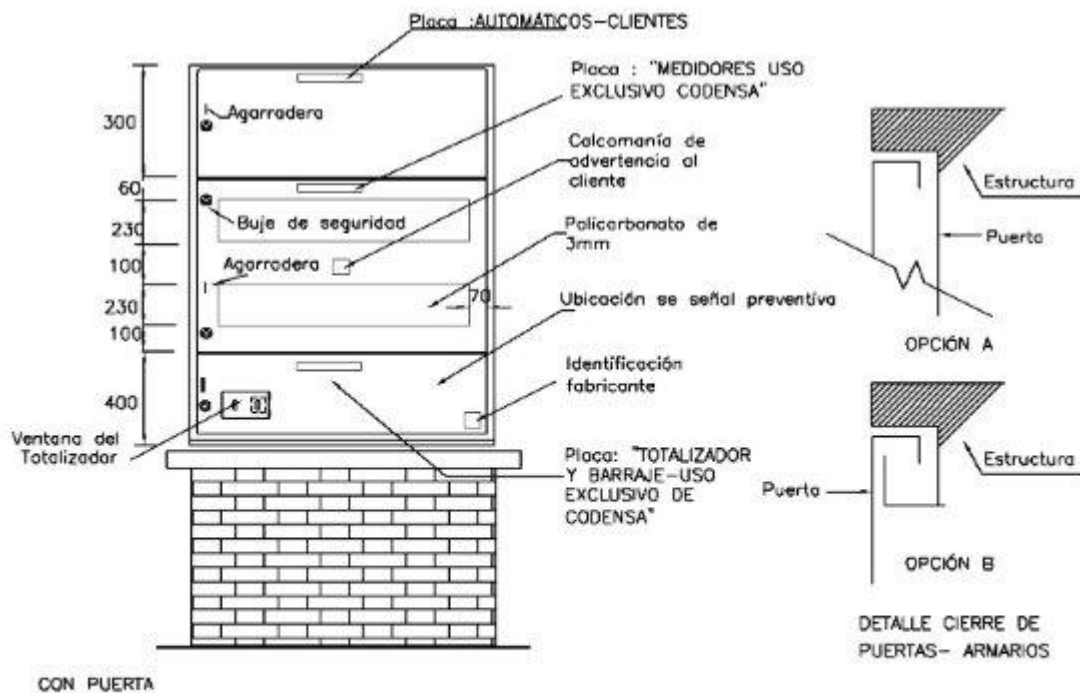 Placa :AUTOMÁTICOS-CLIENTES
Placa : "MEDIDORES USO
EXCLUSIVO CODENSA"
Agarradera
300
Calcomanía de
advertencia al
cliente
60
Buje de seguridad
230
Policarbonato de
3mm
100
Agarradera
230
70
Ubicación se señal preventiva
100
Identificación
fabricante
400
Ventana del
Totalizador
Placa: "TOTALIZADOR
Y BARRAJE-USO
EXCLUSIVO DE
CODENSA"
CON PUERTA
Estructura
Puerta
OPCIÓN A
Estructura
Puerta
OPCIÓN B
DETALLE CIERRE DE
PUERTAS- ARMARIOS